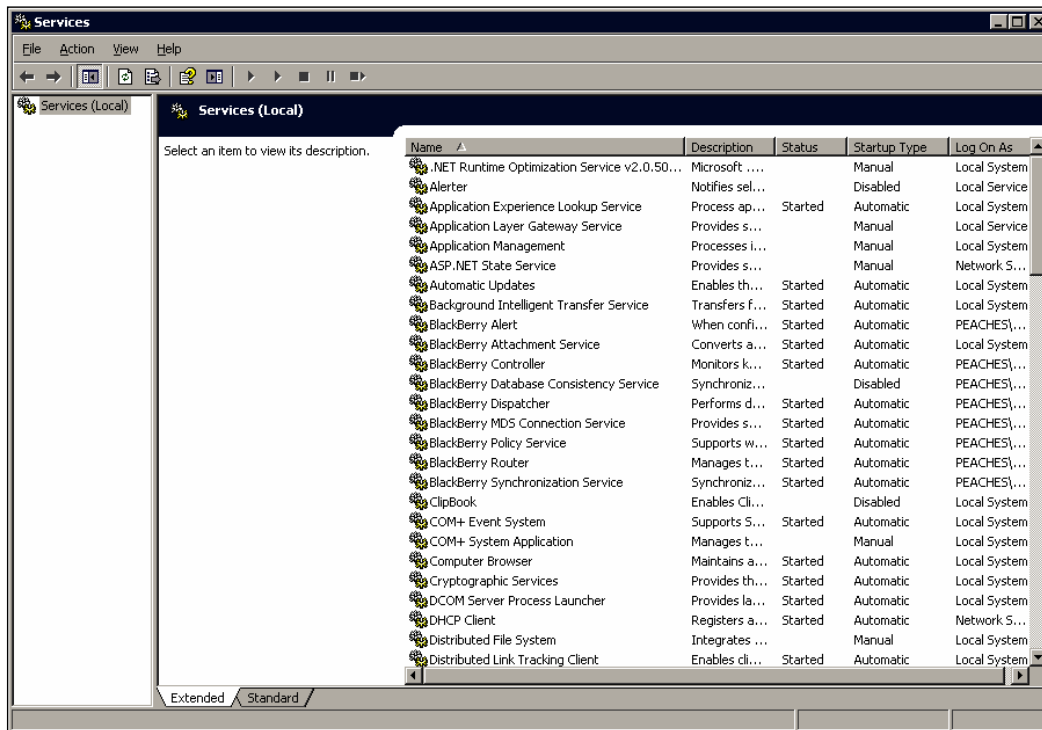 Services
File Action View Help
Services (Local)
Services (Local)
Select an item to view its description.
Name Description Status Startup Type Log On As
.NET Runtime Optimization Service v2.0.50... Microsoft .... Manual Local System
Alerter Notifies sel... Disabled Local Service
Application Experience Lookup Service Process ap... Started Automatic Local System
Application Layer Gateway Service Provides s... Manual Local Service
Application Management Processes i... Manual Local System
ASP.NET State Service Provides s... Manual Network S...
Automatic Updates Enables th... Started Automatic Local System
Background Intelligent Transfer Service Transfers f... Started Automatic Local System
BlackBerry Alert When confi... Started Automatic PEACHES\...
BlackBerry Attachment Service Converts a... Started Automatic Local System
BlackBerry Controller Monitors k... Started Automatic PEACHES\...
BlackBerry Database Consistency Service Synchroniz... Disabled PEACHES\...
BlackBerry Dispatcher Performs d... Started Automatic PEACHES\...
BlackBerry MDS Connection Service Provides s... Started Automatic PEACHES\...
BlackBerry Policy Service Supports w... Started Automatic PEACHES\...
BlackBerry Router Manages t... Started Automatic PEACHES\...
BlackBerry Synchronization Service Synchroniz... Started Automatic PEACHES\...
ClipBook Enables Cli... Disabled Local System
COM+ Event System Supports S... Started Automatic Local System
COM+ System Application Manages t... Manual Local System
Computer Browser Maintains a... Started Automatic Local System
Cryptographic Services Provides th... Started Automatic Local System
DCOM Server Process Launcher Provides la... Started Automatic Local System
DHCP Client Registers a... Started Automatic Network S...
Distributed File System Integrates ... Manual Local System
Distributed Link Tracking Client Enables cli... Started Automatic Local System
Extended Standard